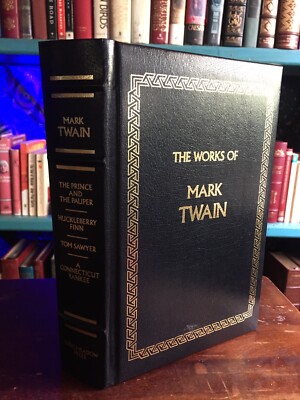 MARK
TWAIN
THE PRINCE
AND
THE PAUPER
HUCKLEBERRY
FINN
TOM SAWYER
A
CONNECTICUT
YANKEE
THE WORKS OF
MARK
TWAIN